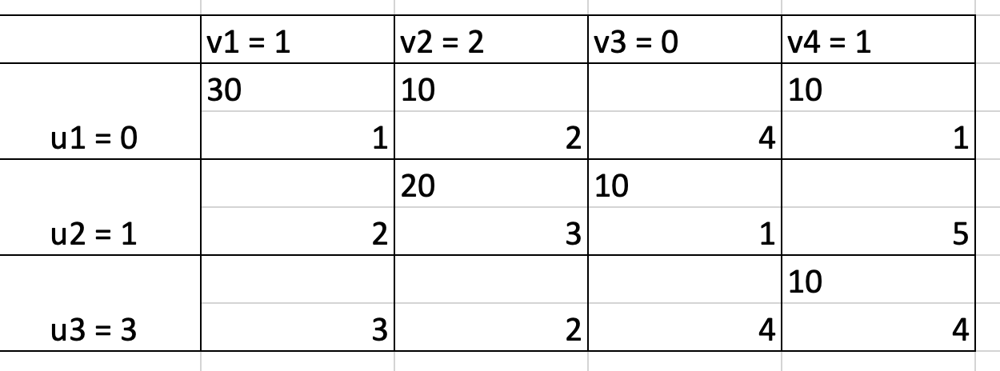 v1 = 1 v2 = 2 v3 = 0 v4 = 1
30 10 10
u1 = 0 1 2 4 1
20 10
u2 = 1 2 3 1 5
10
u3 = 3 3 2 4 4